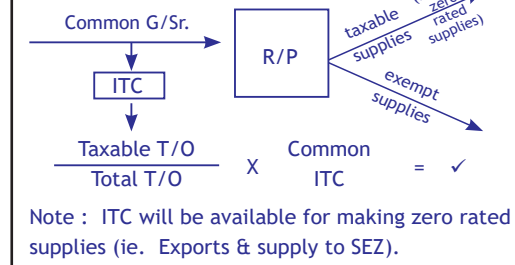 Common G/Sr.
R/P
taxable
supplies
zero
rated
supplies)
exempt
supplies
ITC
Taxable T/O
Total T/O
X
Common
ITC
= ✓
Note : ITC will be available for making zero rated
supplies (ie. Exports & supply to SEZ).